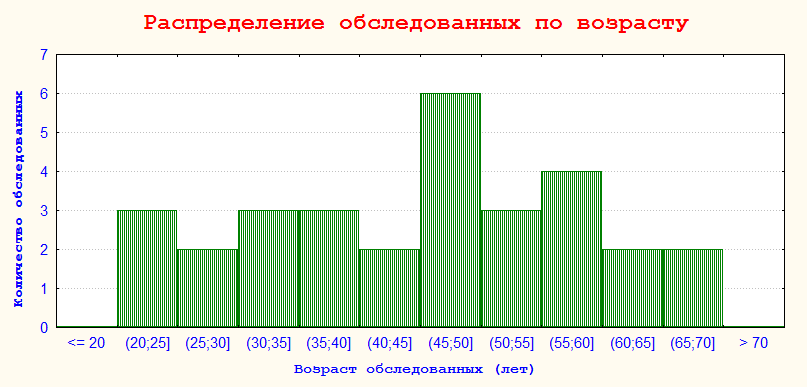 Распределение обследованных по возрасту
Количество обследованных
7
6
5
4
3
2
1
0
<= 20 (20;25] (25;30] (30;35] (35;40] (40;45] (45;50] (50;55] (55;60] (60;65] (65;70] > 70
Возраст обследованных (лет)